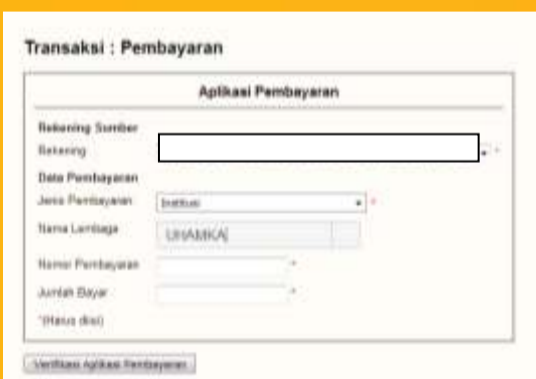 Transaksi : Pembayaran
Aplikasi Pembayaran
Rekening Sumber
Rekening *
Data Pembayaran
Jenis Pembayaran Institusi *
Nama Lembaga UHAMKA
Nomor Pembayaran *
Jumlah Bayar *
*(Harus diisi)
Verifikasi Aplikasi Pembayaran